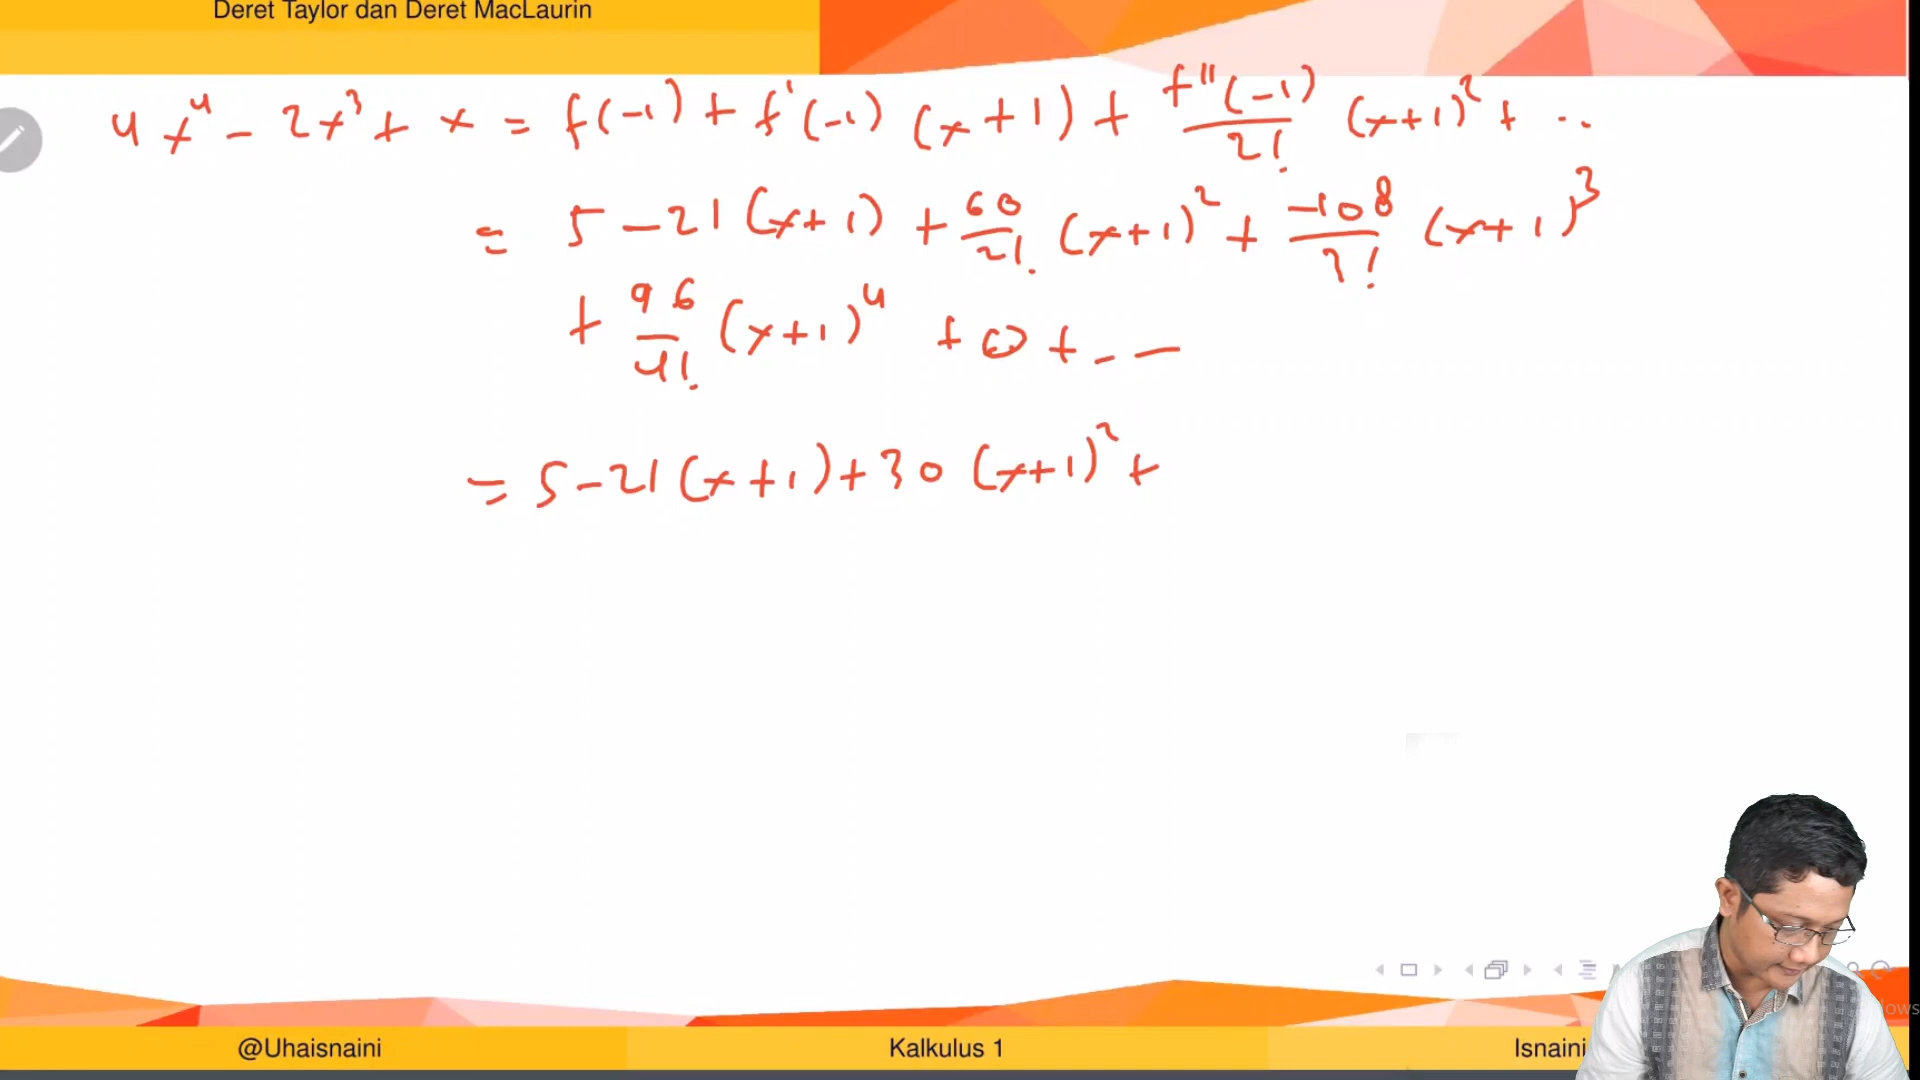 Deret Taylor dan Deret MacLaurin
4x⁴ - 2x³ + x = f(-1) + f'(-1) (x+1) + f''(-1)/2! (x+1)² + ..
= 5 - 21 (x+1) + 60/2! (x+1)² + -108/3! (x+1)³
+ 96/4! (x+1)⁴ + 0 + - —
= 5 - 21 (x+1) + 30 (x+1)² +
@Uhaisnaini Kalkulus 1 Isnaini